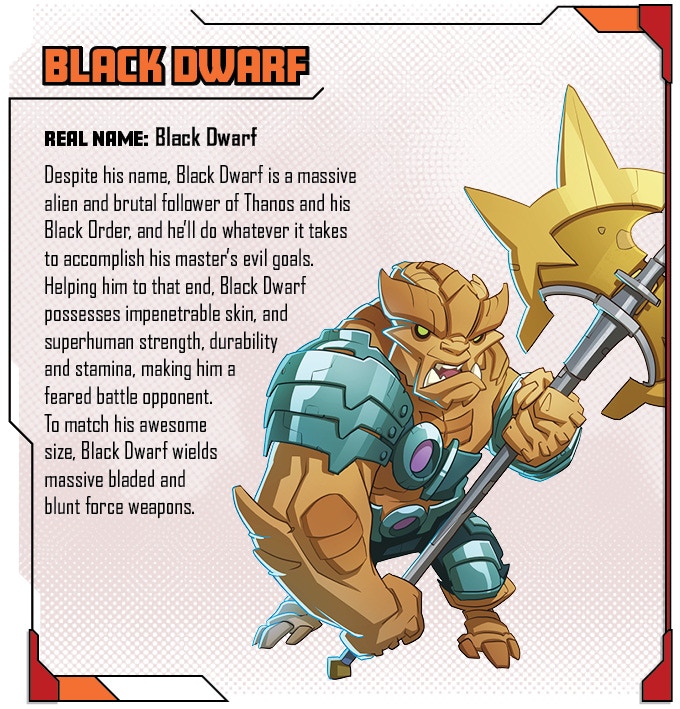 BLACK DWARF
REAL NAME: Black Dwarf
Despite his name, Black Dwarf is a massive
alien and brutal follower of Thanos and his
Black Order, and he'll do whatever it takes
to accomplish his master's evil goals.
Helping him to that end, Black Dwarf
possesses impenetrable skin, and
superhuman strength, durability
and stamina, making him a
feared battle opponent.
To match his awesome
size, Black Dwarf wields
massive bladed and
blunt force weapons.